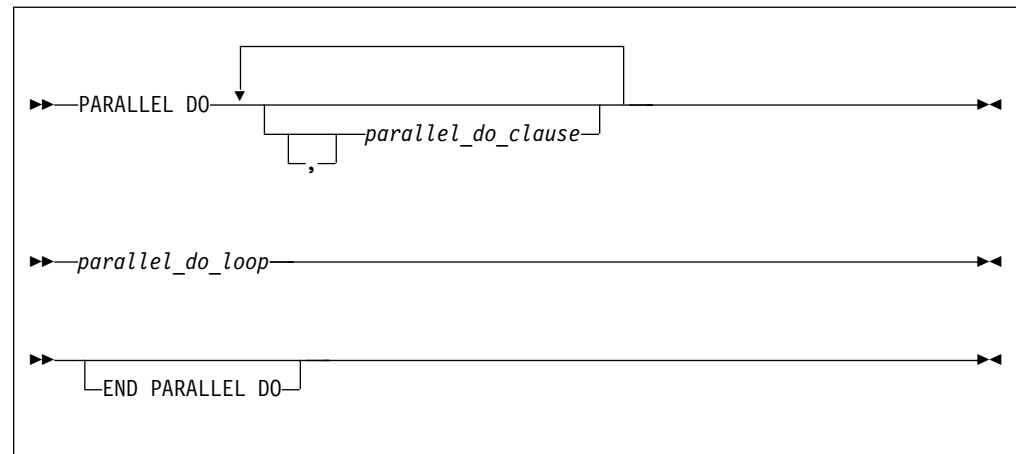 PARALLEL DO
parallel_do_clause
,
parallel_do_loop
END PARALLEL DO